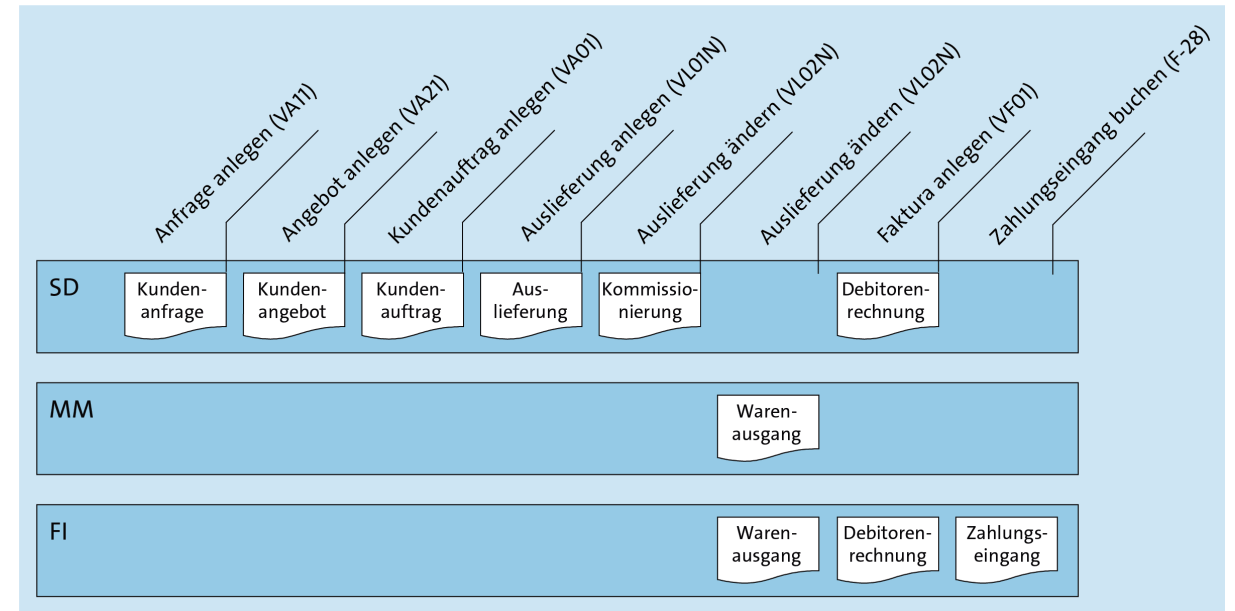 Anfrage anlegen (VA11)
Angebot anlegen (VA21)
Kundenauftrag anlegen (VA01)
Auslieferung anlegen (VL01N)
Auslieferung ändern (VL02N)
Auslieferung ändern (VL02N)
Faktura anlegen (VF01)
Zahlungseingang buchen (F-28)
SD
Kunden-
anfrage
Kunden-
angebot
Kunden-
auftrag
Aus-
lieferung
Kommissio-
nierung
Debitoren-
rechnung
MM
Waren-
ausgang
FI
Waren-
ausgang
Debitoren-
rechnung
Zahlungs-
eingang